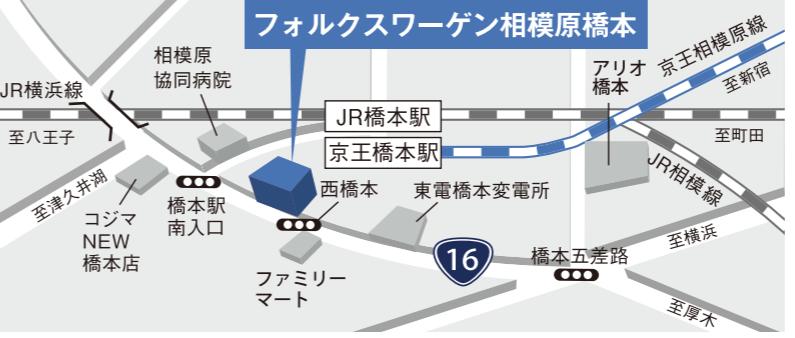 フォルクスワーゲン相模原橋本
京王相模原線
至新宿
相模原
協同病院
アリオ
橋本
JR横浜線
JR橋本駅
至八王子
至町田
京王橋本駅
JR相模線
西橋本
東電橋本変電所
至津久井湖
橋本駅
南入口
コジマ
NEW
橋本店
至横浜
16
橋本五差路
ファミリー
マート
至厚木